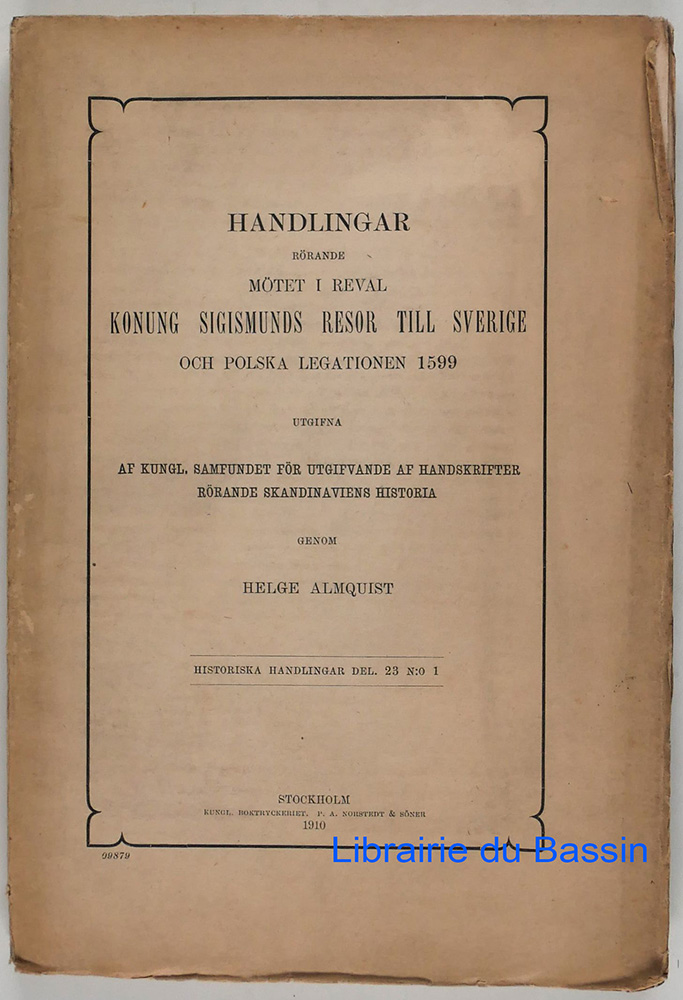 HANDLINGAR
RÖRANDE
MÖTET I REVAL
KONUNG SIGISMUNDS RESOR TILL SVERIGE
OCH POLSKA LEGATIONEN 1599
UTGIFNA
AF KUNGL. SAMFUNDET FÖR UTGIFVANDE AF HANDSKRIFTER
RÖRANDE SKANDINAVIENS HISTORIA
GENOM
HELGE ALMQUIST
HISTORISKA HANDLINGAR DEL. 23 N:O 1
STOCKHOLM
KUNGL. BOKTRYCKERIET. P. A. NORSTEDT & SÖNER
1910
99879
Librairie du Bassin